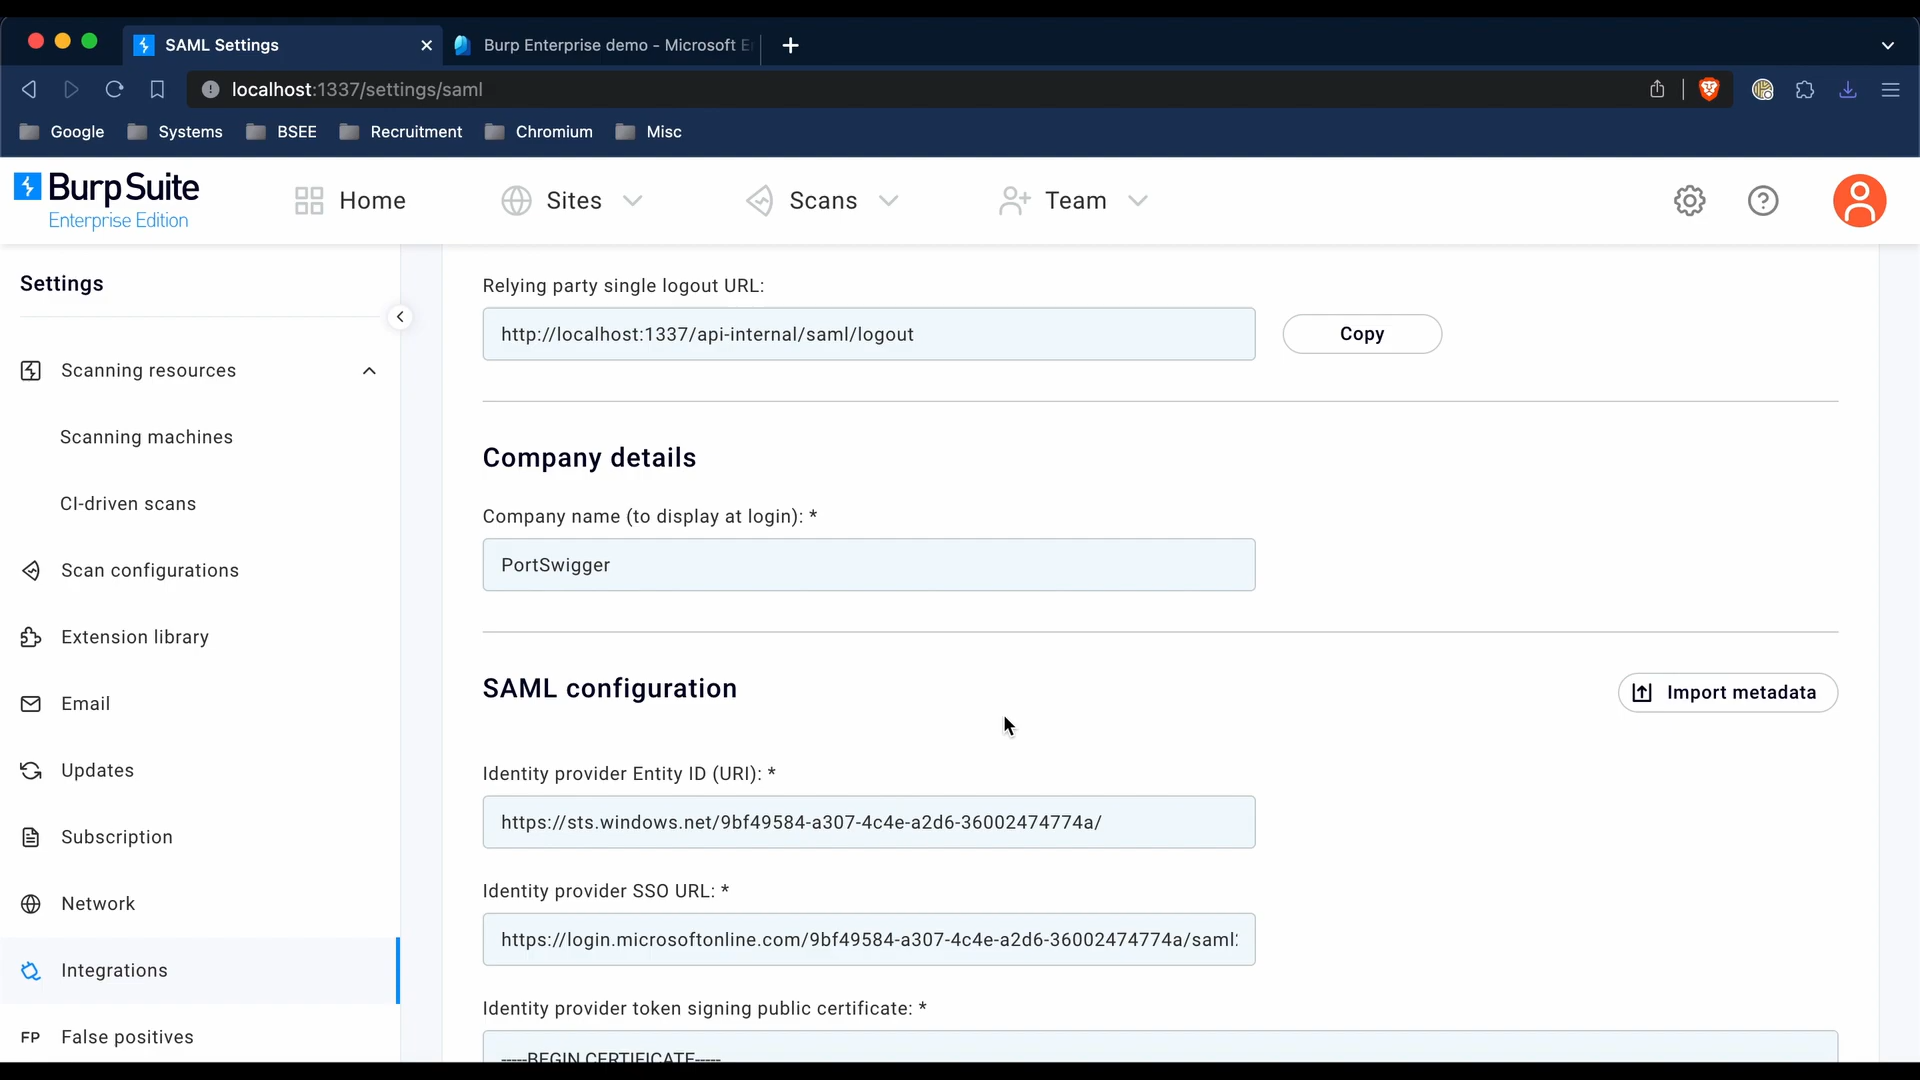 SAML Settings
Burp Enterprise demo - Microsoft E
localhost:1337/settings/saml
Google
Systems
BSEE
Recruitment
Chromium
Misc
Burp Suite
Enterprise Edition
Home
Sites
Scans
Team
Settings
Scanning resources
Scanning machines
CI-driven scans
Scan configurations
Extension library
Email
Updates
Subscription
Network
Integrations
FP False positives
Relying party single logout URL:
http://localhost:1337/api-internal/saml/logout
Copy
Company details
Company name (to display at login): *
PortSwigger
SAML configuration
Import metadata
Identity provider Entity ID (URI): *
https://sts.windows.net/9bf49584-a307-4c4e-a2d6-36002474774a/
Identity provider SSO URL: *
https://login.microsoftonline.com/9bf49584-a307-4c4e-a2d6-36002474774a/saml
Identity provider token signing public certificate: *
-----BEGIN CERTIFICATE-----